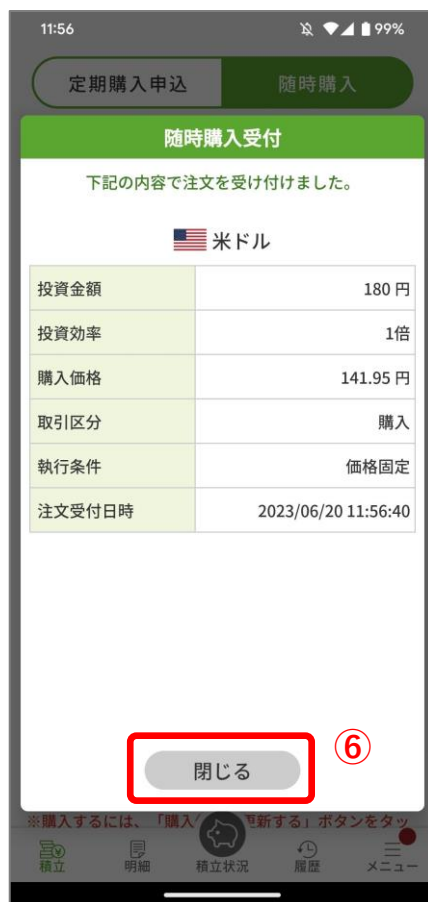 11:56 99%
定期購入申込 随時購入
随時購入受付
下記の内容で注文を受け付けました。
米ドル
投資金額 180 円
投資効率 1倍
購入価格 141.95 円
取引区分 購入
執行条件 価格固定
注文受付日時 2023/06/20 11:56:40
閉じる ⑥
※購入するには、「購入 更新する」ボタンをタッ
積立 明細 積立状況 履歴 メニュー